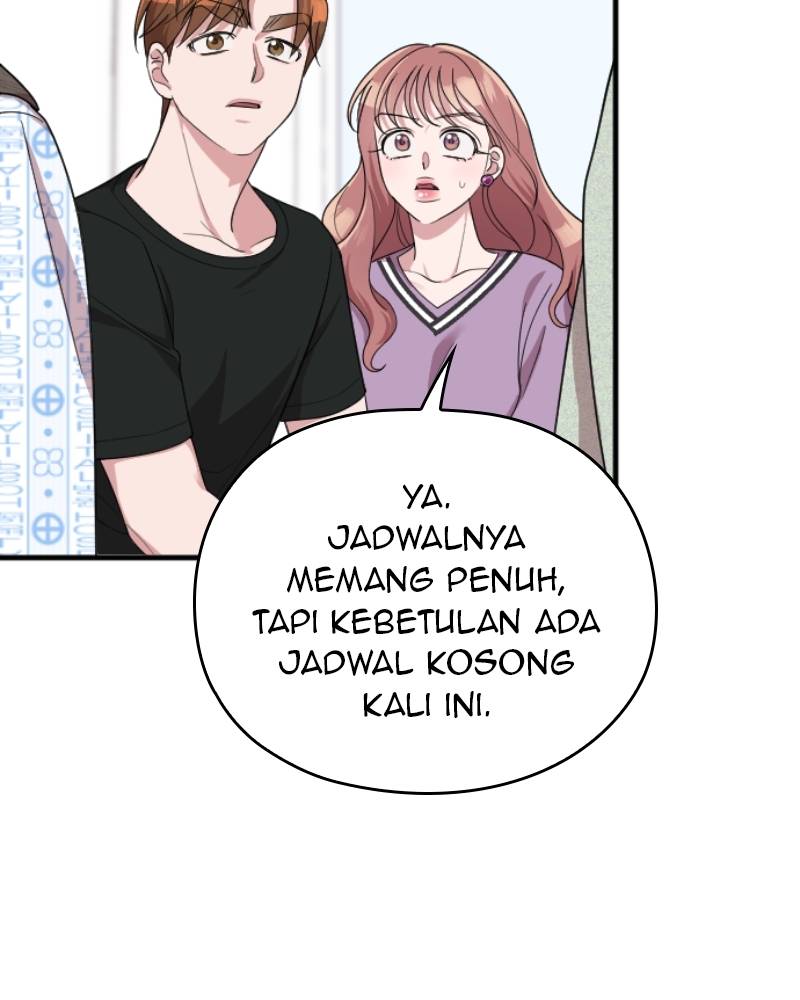 YA.
JADWALNYA
MEMANG PENUH,
TAPI KEBETULAN ADA
JADWAL KOSONG
KALI INI.